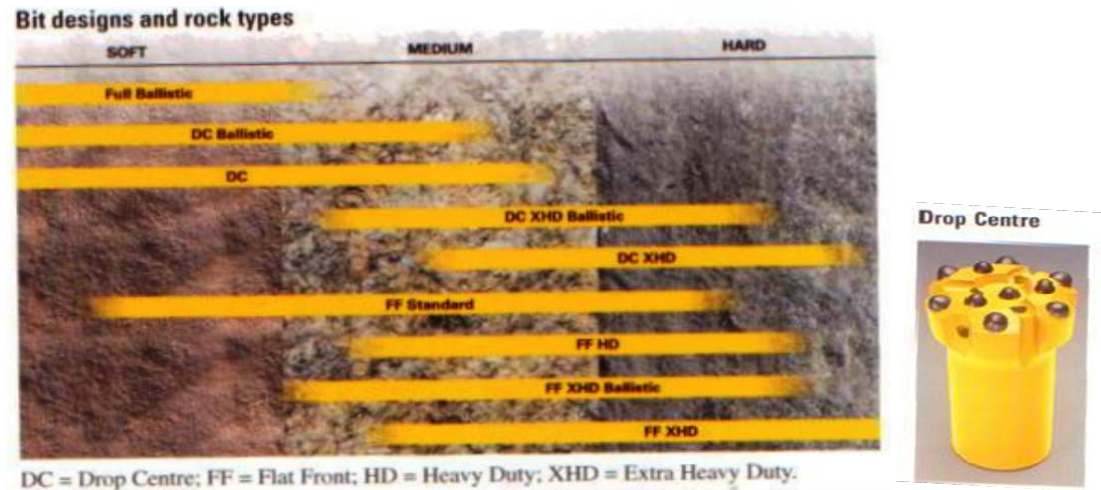 Bit designs and rock types
SOFT MEDIUM HARD
Full Ballistic
DC Ballistic
DC
DC XHD Ballistic
DC XHD
FF Standard
FF HD
FF XHD Ballistic
FF XHD
DC = Drop Centre; FF = Flat Front; HD = Heavy Duty; XHD = Extra Heavy Duty.
Drop Centre